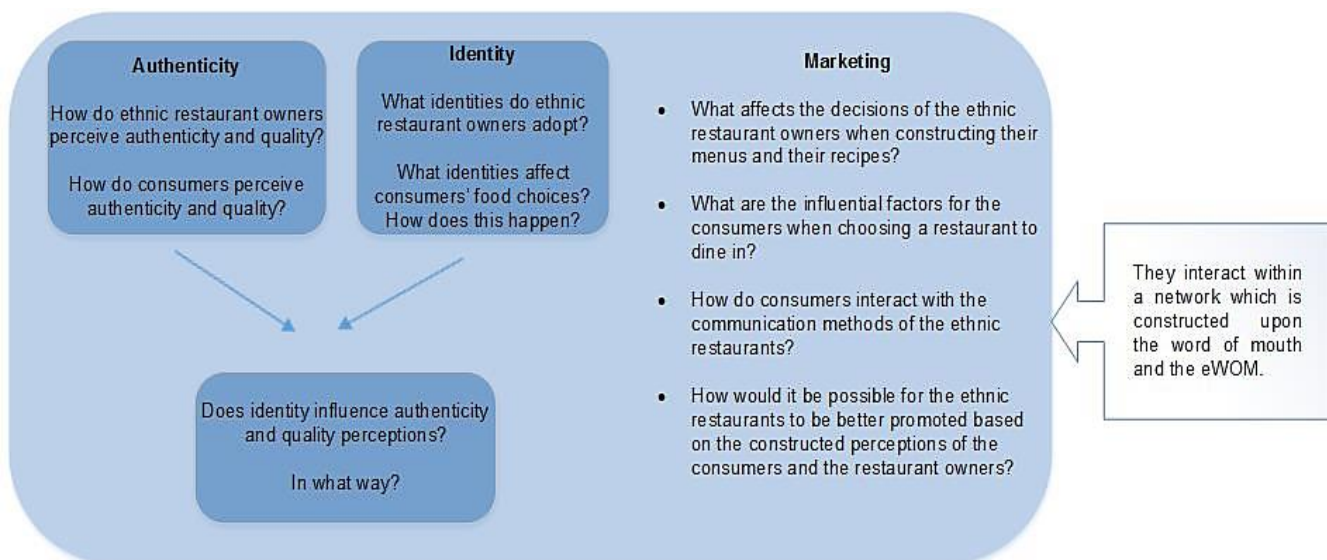 Authenticity
How do ethnic restaurant owners
perceive authenticity and quality?
How do consumers perceive
authenticity and quality?
Identity
What identities do ethnic
restaurant owners adopt?
What identities affect
consumers' food choices?
How does this happen?
Does identity influence authenticity
and quality perceptions?
In what way?
Marketing
• What affects the decisions of the ethnic
restaurant owners when constructing their
menus and their recipes?
• What are the influential factors for the
consumers when choosing a restaurant to
dine in?
• How do consumers interact with the
communication methods of the ethnic
restaurants?
• How would it be possible for the ethnic
restaurants to be better promoted based
on the constructed perceptions of the
consumers and the restaurant owners?
They interact within
a network which is
constructed upon
the word of mouth
and the eWOM.